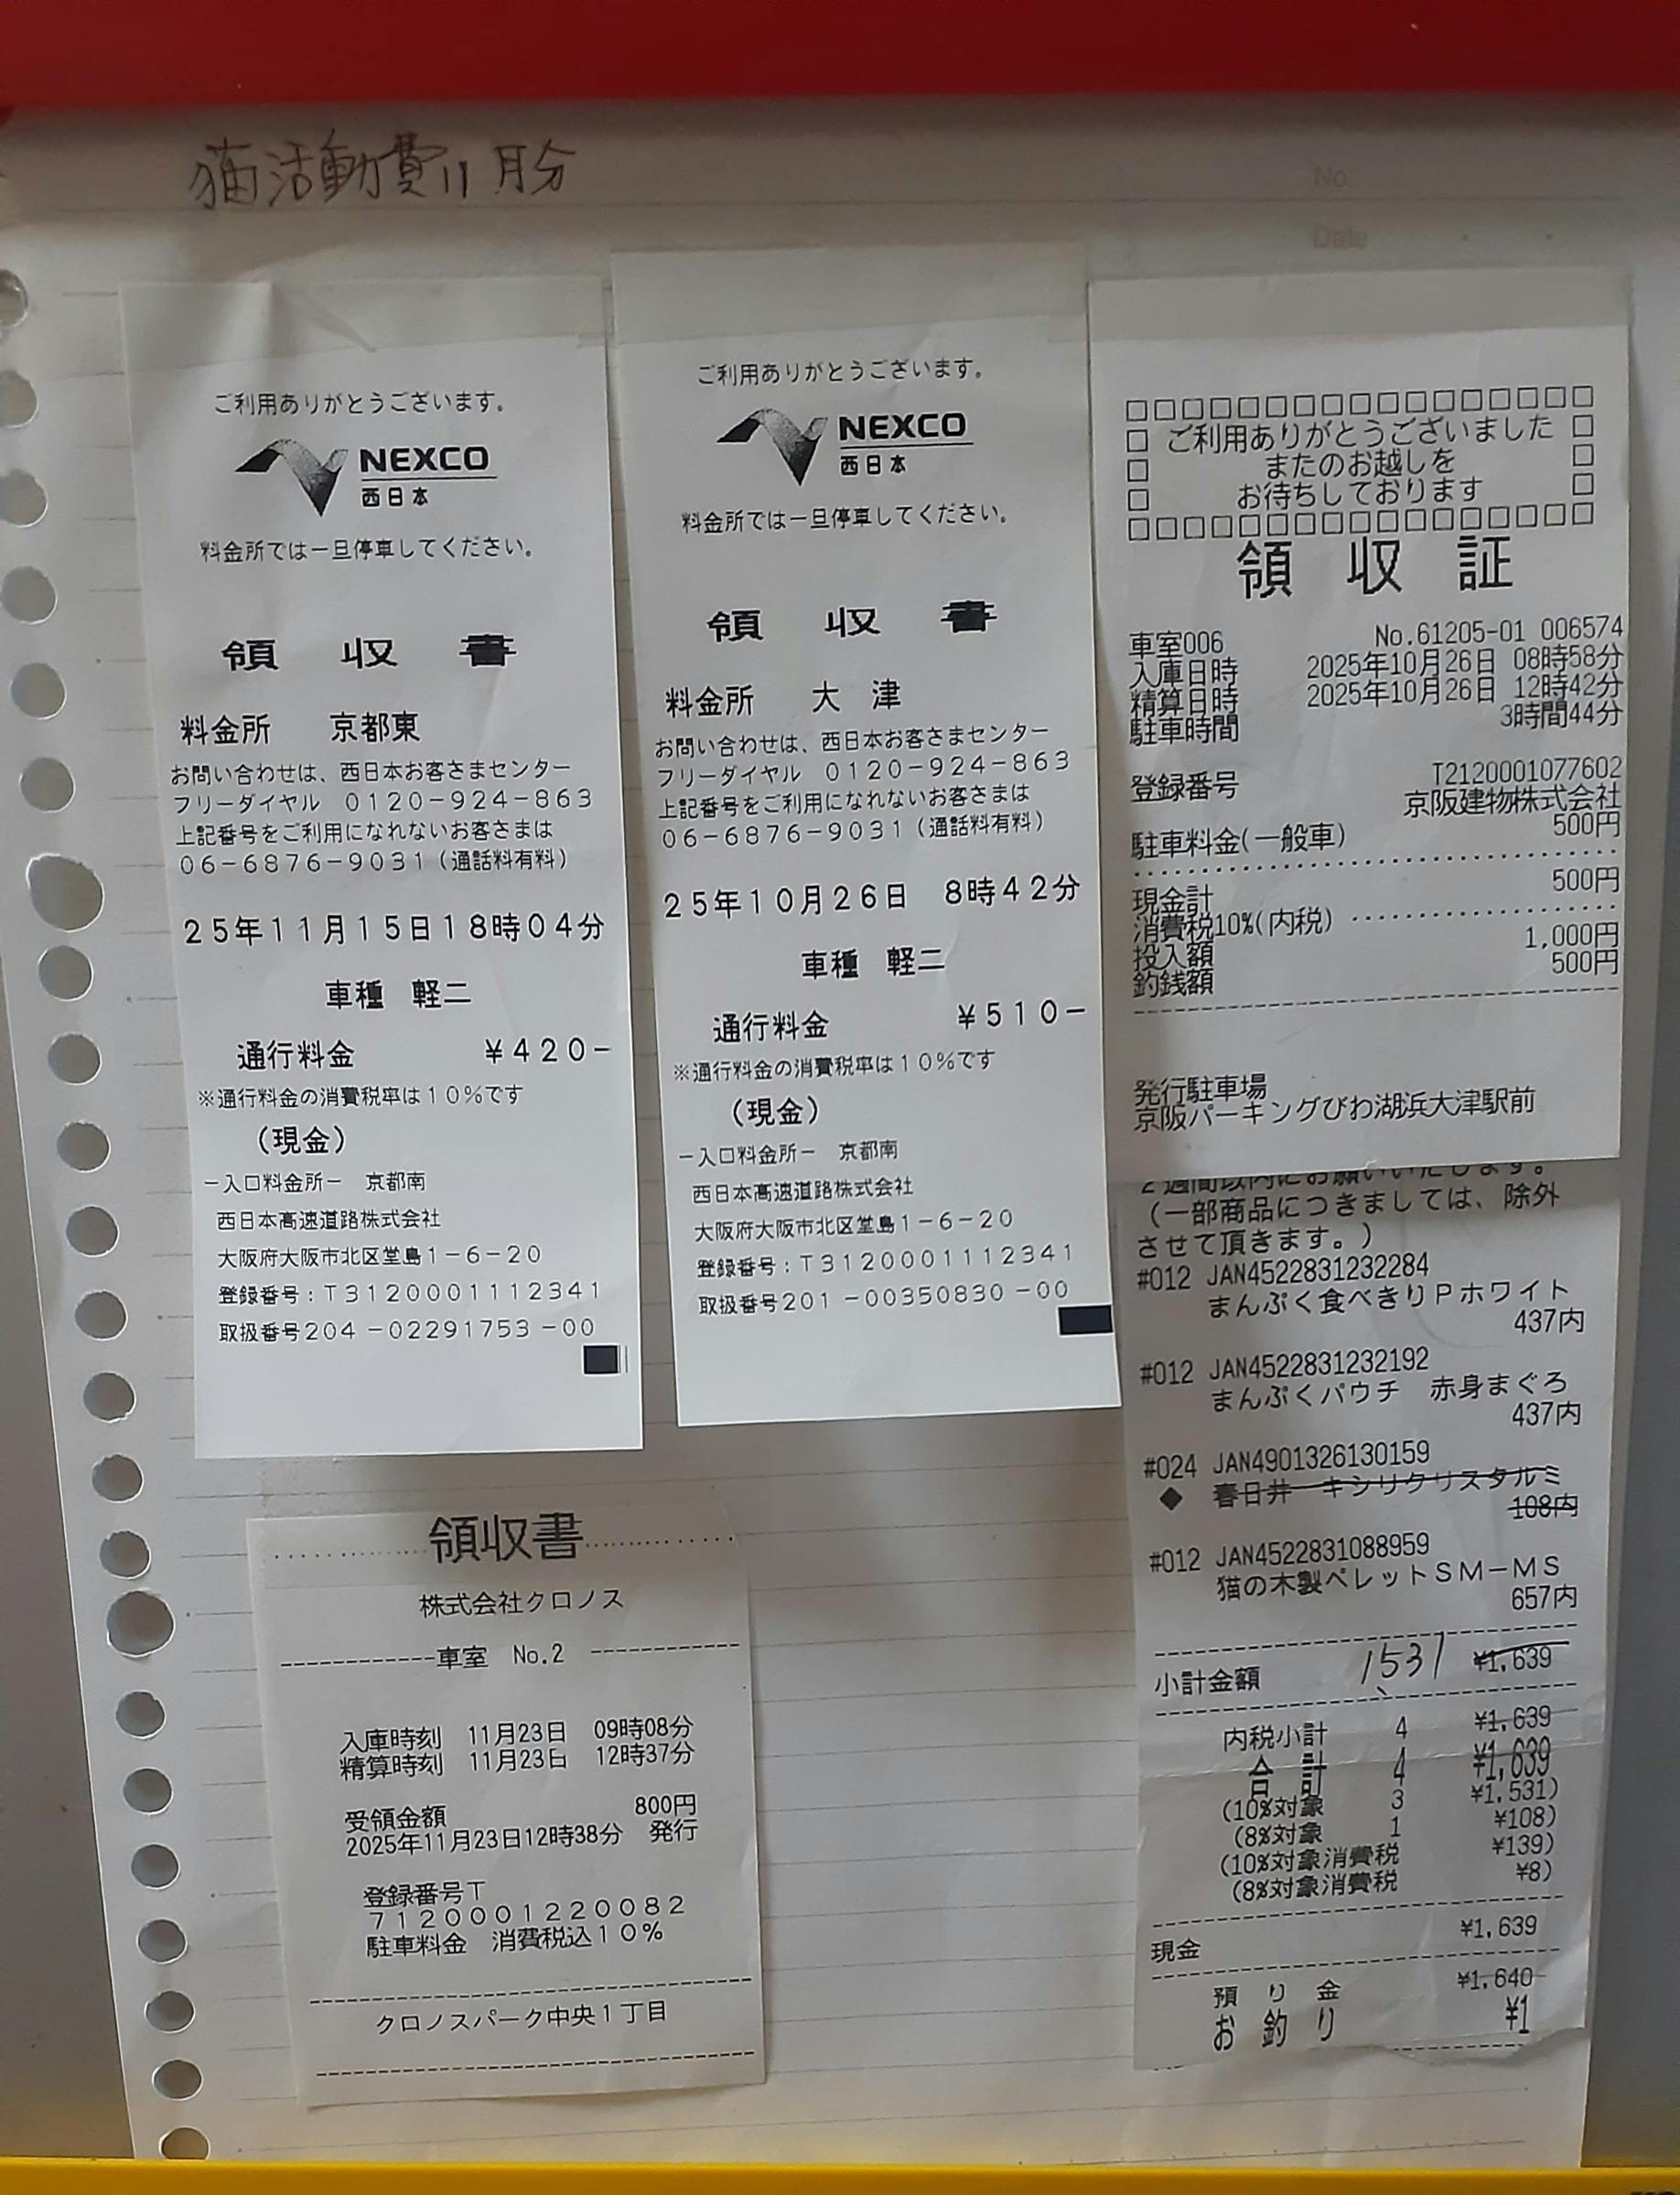 猫活動費11月分
No.
Date
ご利用ありがとうございます。
NEXCO
西日本
料金所では一旦停車してください。
領 収 書
料金所 京都東
お問い合わせは、西日本お客さまセンター
フリーダイヤル 0120-924-863
上記番号をご利用になれないお客さまは
06-6876-9031(通話料有料)
25年11月15日18時04分
車種 軽二
通行料金 ¥420-
※通行料金の消費税率は10%です
(現金)
-入口料金所- 京都南
西日本高速道路株式会社
大阪府大阪市北区堂島1-6-20
登録番号:T3120001112341
取扱番号204-02291753-00
ご利用ありがとうございます。
NEXCO
西日本
料金所では一旦停車してください。
領 収 書
料金所 大津
お問い合わせは、西日本お客さまセンター
フリーダイヤル 0120-924-863
上記番号をご利用になれないお客さまは
06-6876-9031(通話料有料)
25年10月26日 8時42分
車種 軽二
通行料金 ¥510-
※通行料金の消費税率は10%です
(現金)
-入口料金所- 京都南
西日本高速道路株式会社
大阪府大阪市北区堂島1-6-20
登録番号:T3120001112341
取扱番号201-00350830-00
ご利用ありがとうございました
またのお越しを
お待ちしております
領 収 証
車室006 No.61205-01 006574
入庫日時 2025年10月26日 08時58分
精算日時 2025年10月26日 12時42分
駐車時間 3時間44分
登録番号 T2120001077602
京阪建物株式会社
駐車料金(一般車) 500円
現金計 500円
消費税10%(内税)
投入額 1,000円
釣銭額 500円
発行駐車場
京阪パーキングびわ湖浜大津駅前
2週間以内にお願いいたします。
(一部商品につきましては、除外
させて頂きます。)
#012 JAN4522831232284
まんぷく食べきりPホワイト
437内
#012 JAN4522831232192
まんぷくパウチ 赤身まぐろ
437内
#024 JAN4901326130159
◆ 春日井 キシリクリスタルミ
108内
#012 JAN4522831088959
猫の木製ペレットSM-MS
657内
小計金額 1531 ¥1,639
内税小計 4 ¥1,639
合 計 4 ¥1,639
(10%対象 3 ¥1,531)
(8%対象 1 ¥108)
(10%対象消費税 ¥139)
(8%対象消費税 ¥8)
現金 ¥1,639
預 り 金 ¥1,640
お 釣 り ¥1
領収書
株式会社クロノス
車室 No.2
入庫時刻 11月23日 09時08分
精算時刻 11月23日 12時37分
受領金額 800円
2025年11月23日12時38分 発行
登録番号T
7120001220082
駐車料金 消費税込10%
クロノスパーク中央1丁目